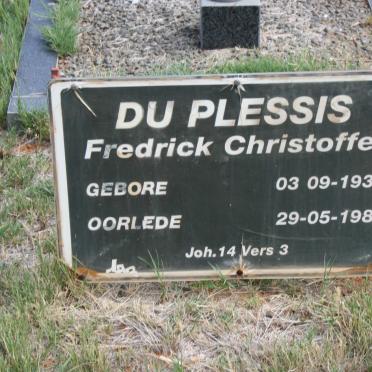 DU PLESSIS
Fredrick Christoffe
GEBORE 03 09-193
OORLEDE 29-05-198
Joh.14 Vers 3